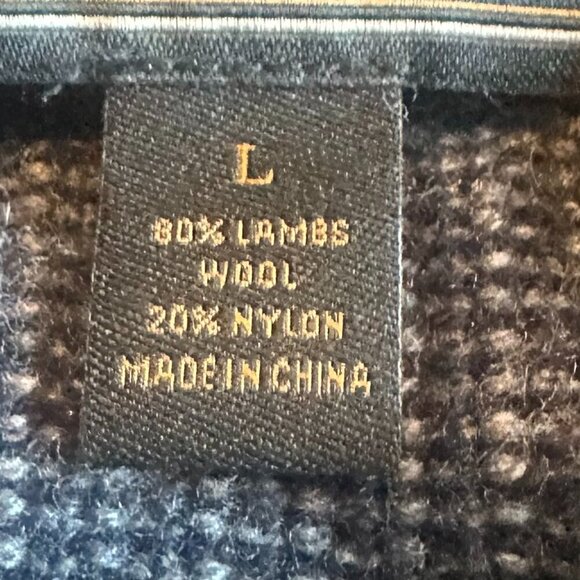 L
80% LAMBS
WOOL
20% NYLON
MADE IN CHINA